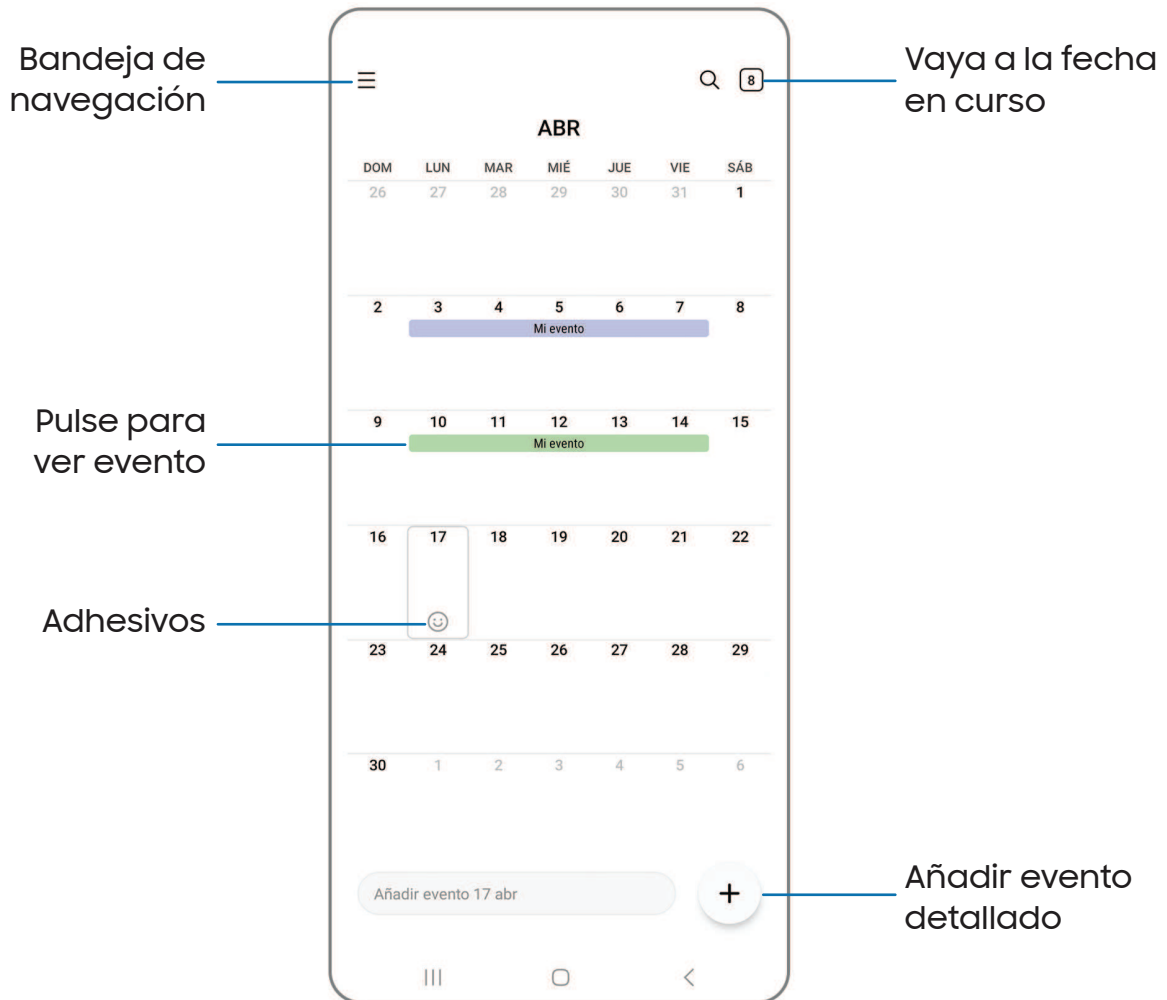 Bandeja de
navegación
Vaya a la fecha
en curso
8
ABR
DOM LUN MAR MIÉ JUE VIE SÁB
26 27 28 29 30 31 1
2 3 4 5 6 7 8
Mi evento
Pulse para
ver evento
9 10 11 12 13 14 15
Mi evento
16 17 18 19 20 21 22
Adhesivos
23 24 25 26 27 28 29
30 1 2 3 4 5 6
Añadir evento 17 abr
Añadir evento
detallado